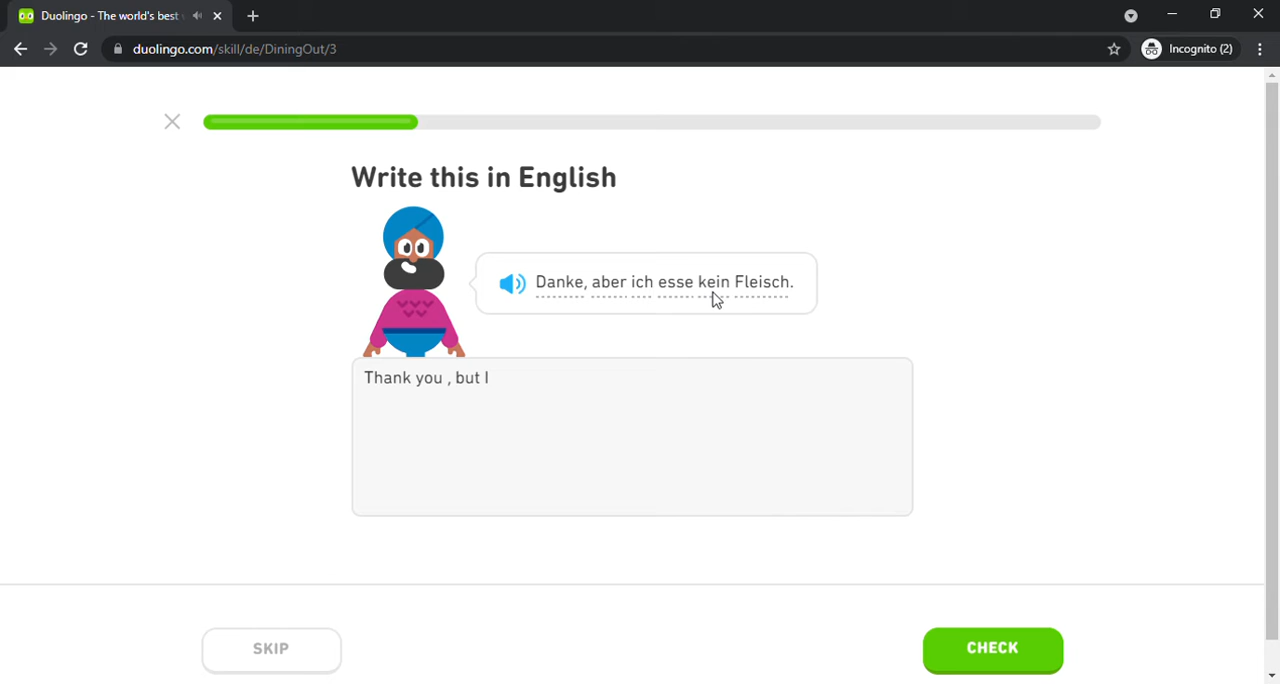 Duolingo - The world's best
duolingo.com/skill/de/DiningOut/3
Incognito (2)
Write this in English
Danke, aber ich esse kein Fleisch.
Thank you , but I
SKIP
CHECK